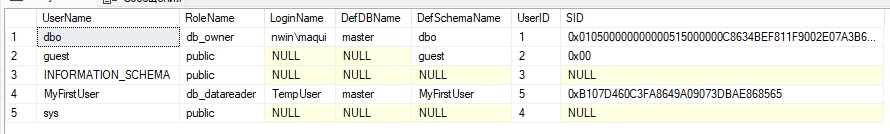 UserName RoleName LoginName DefDBName DefSchemaName UserID SID
1 dbo db_owner nwin\maqui master dbo 1 0x010500000000000515000000C8634BEF811F9002E07A3B6...
2 guest public NULL NULL guest 2 0x00
3 INFORMATION_SCHEMA public NULL NULL NULL 3 NULL
4 MyFirstUser db_datareader TempUser master MyFirstUser 5 0xB107D460C3FA8649A09073DBAE868565
5 sys public NULL NULL NULL 4 NULL